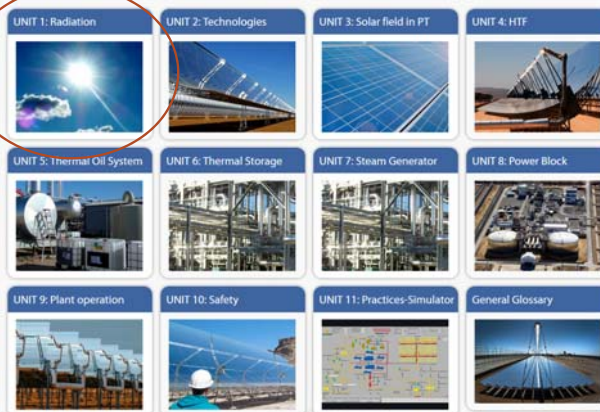 UNIT 1: Radiation
UNIT 2: Technologies
UNIT 3: Solar field in PT
UNIT 4: HTF
UNIT 5: Thermal Oil System
UNIT 6: Thermal Storage
UNIT 7: Steam Generator
UNIT 8: Power Block
UNIT 9: Plant operation
UNIT 10: Safety
UNIT 11: Practices-Simulator
General Glossary